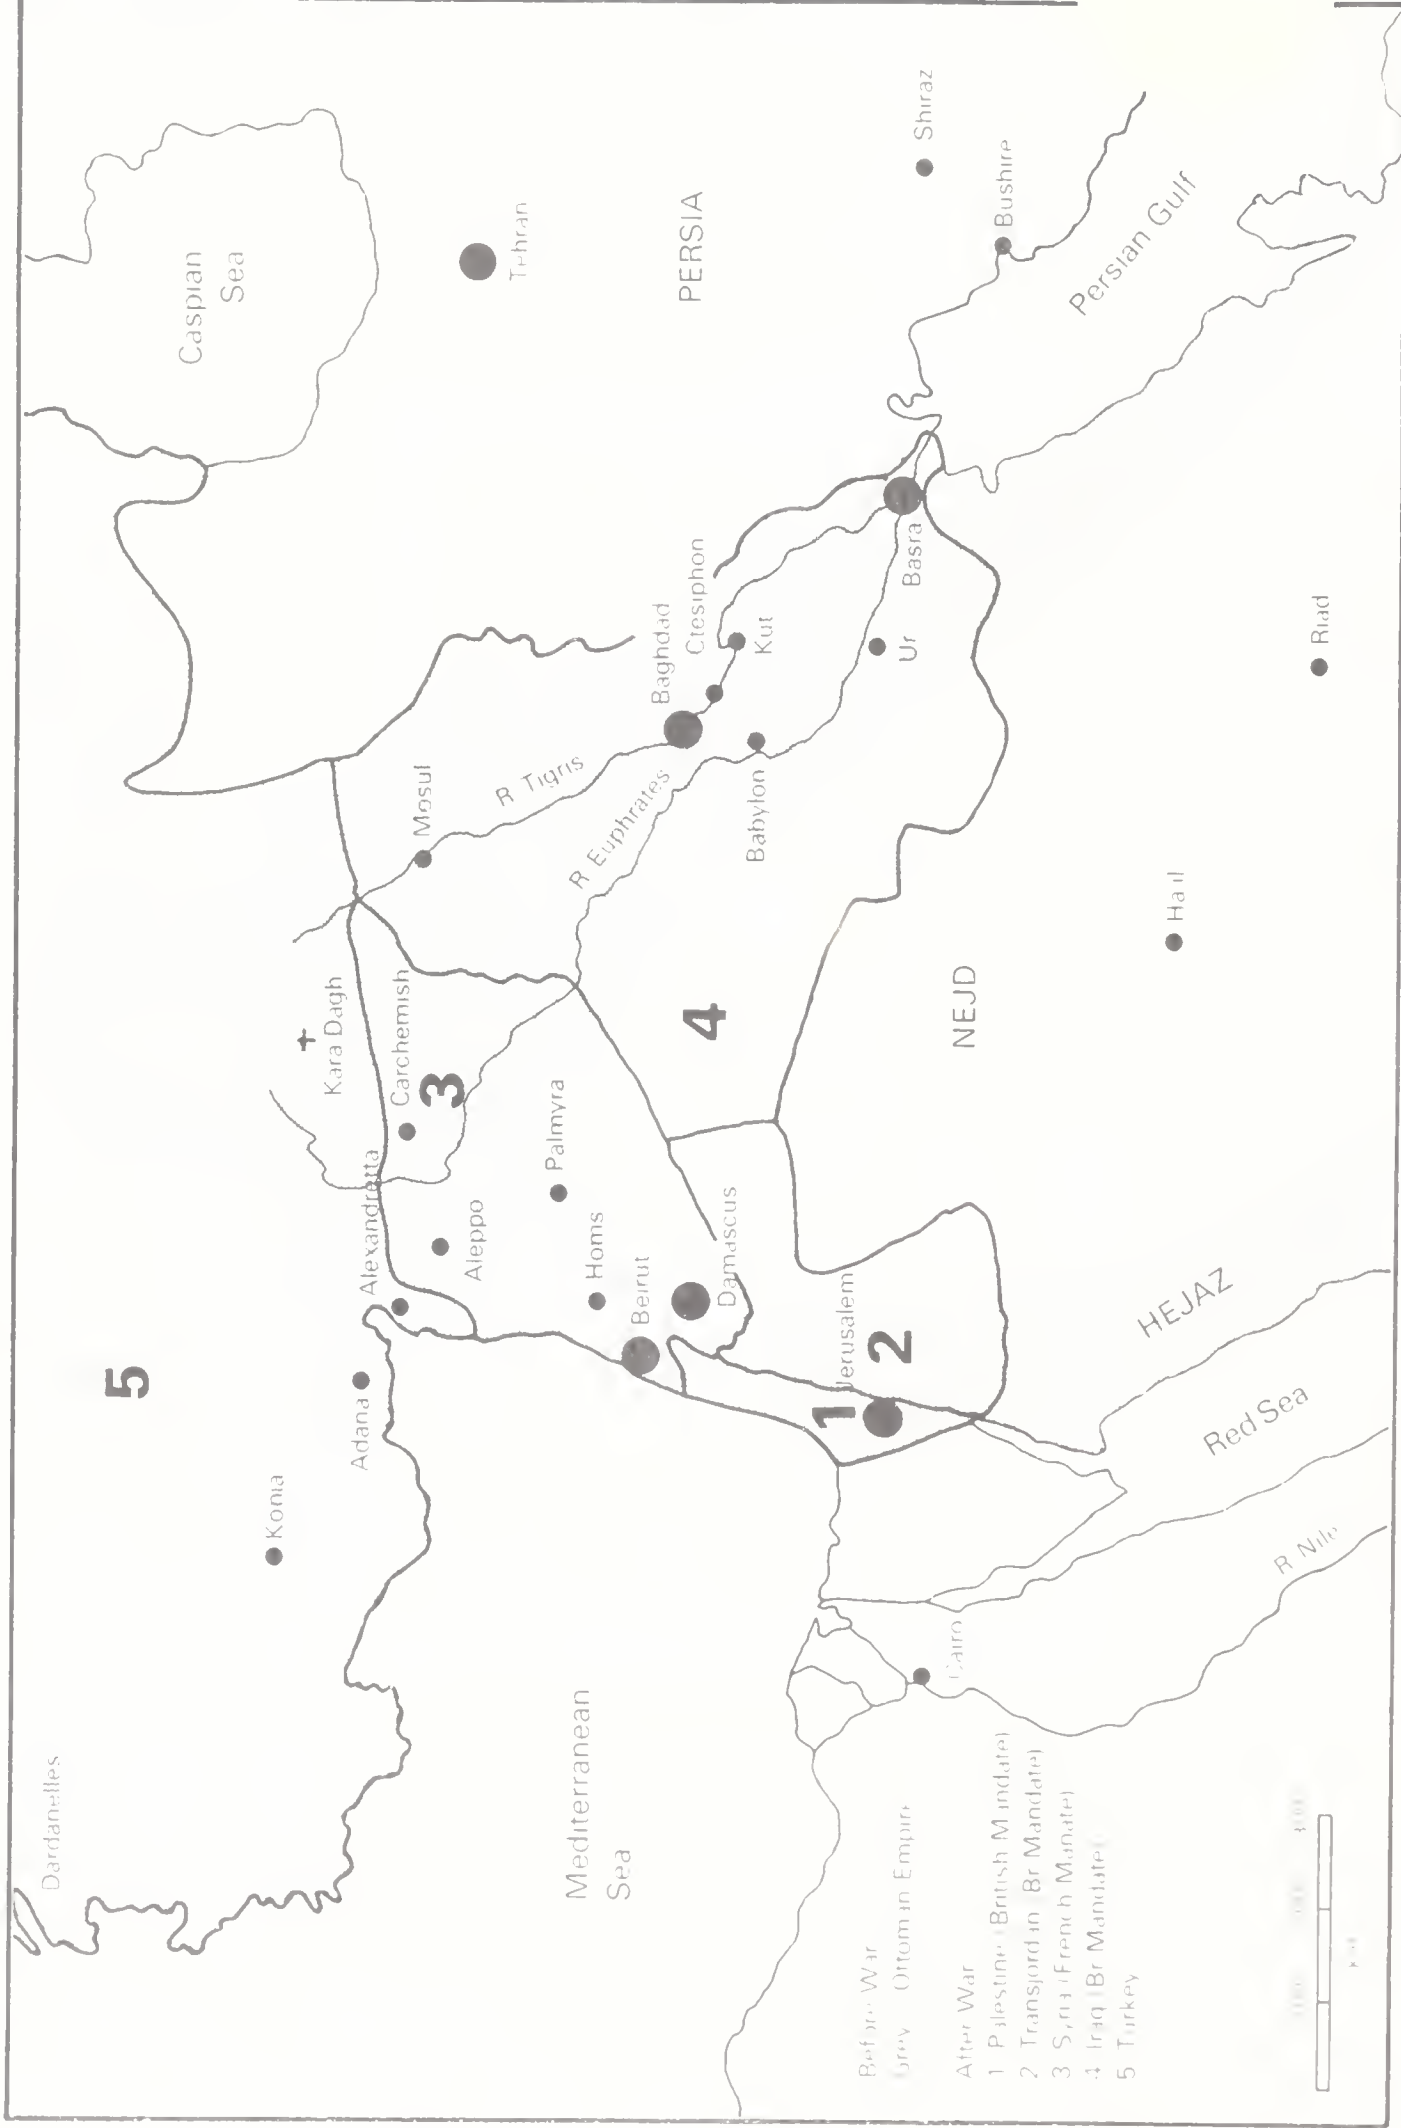 Dardanelles
Konia
Adana
5
Alexandretta
Aleppo
Carchemish
Kara Dagh
3
Mosul
Caspian
Sea
Tehran
PERSIA
Shiraz
Bushire
Persian Gulf
Mediterranean
Sea
Beirut
Homs
Palmyra
Damascus
R Tigris
R Euphrates
Baghdad
Ctesiphon
Kut
Babylon
Ur
Basra
4
Jerusalem
1
2
NEJD
Hail
Riad
HEJAZ
Red Sea
R Nile
Cairo
Before War
Grey Ottoman Empire
After War
1 Palestine (British Mandate)
2 Transjordan (Br Mandate)
3 Syria (French Manate)
4 Iraq (Br Mandate)
5 Turkey